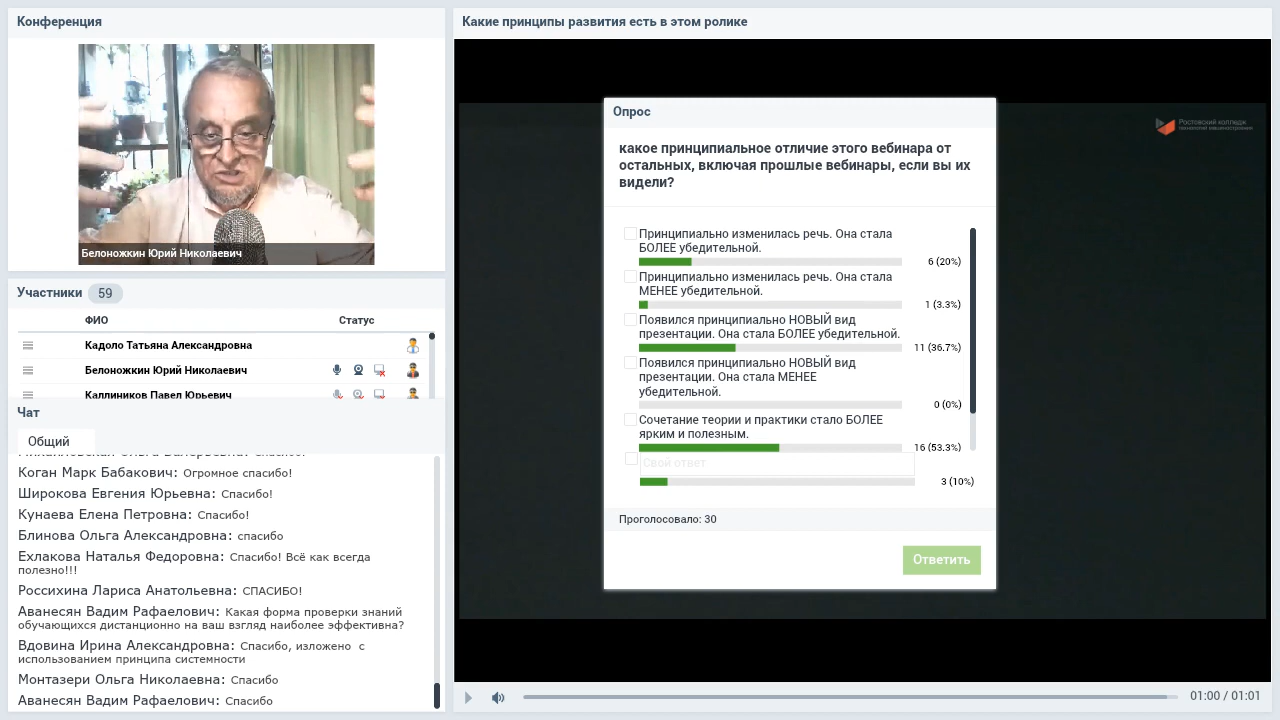 Конференция
Белоножкин Юрий Николаевич
Участники 59
ФИО Статус
Кадоло Татьяна Александровна
Белоножкин Юрий Николаевич
Каллиников Павел Юрьевич
Чат
Общий
Коган Марк Бабакович: Огромное спасибо!
Широкова Евгения Юрьевна: Спасибо!
Кунаева Елена Петровна: Спасибо!
Блинова Ольга Александровна: спасибо
Ехлакова Наталья Федоровна: Спасибо! Всё как всегда
полезно!!!
Россихина Лариса Анатольевна: СПАСИБО!
Аванесян Вадим Рафаелович: Какая форма проверки знаний
обучающихся дистанционно на ваш взгляд наиболее эффективна?
Вдовина Ирина Александровна: Спасибо, изложено с
использованием принципа системности
Монтазери Ольга Николаевна: Спасибо
Аванесян Вадим Рафаелович: Спасибо
Какие принципы развития есть в этом ролике
Ростовский колледж
технологий машиностроения
Опрос
какое принципиальное отличие этого вебинара от
остальных, включая прошлые вебинары, если вы их
видели?
Принципиально изменилась речь. Она стала
БОЛЕЕ убедительной.
6 (20%)
Принципиально изменилась речь. Она стала
МЕНЕЕ убедительной.
1 (3.3%)
Появился принципиально НОВЫЙ вид
презентации. Она стала БОЛЕЕ убедительной.
11 (36.7%)
Появился принципиально НОВЫЙ вид
презентации. Она стала МЕНЕЕ
убедительной.
0 (0%)
Сочетание теории и практики стало БОЛЕЕ
ярким и полезным.
16 (53.3%)
Свой ответ
3 (10%)
Проголосовало: 30
Ответить
01:00 / 01:01